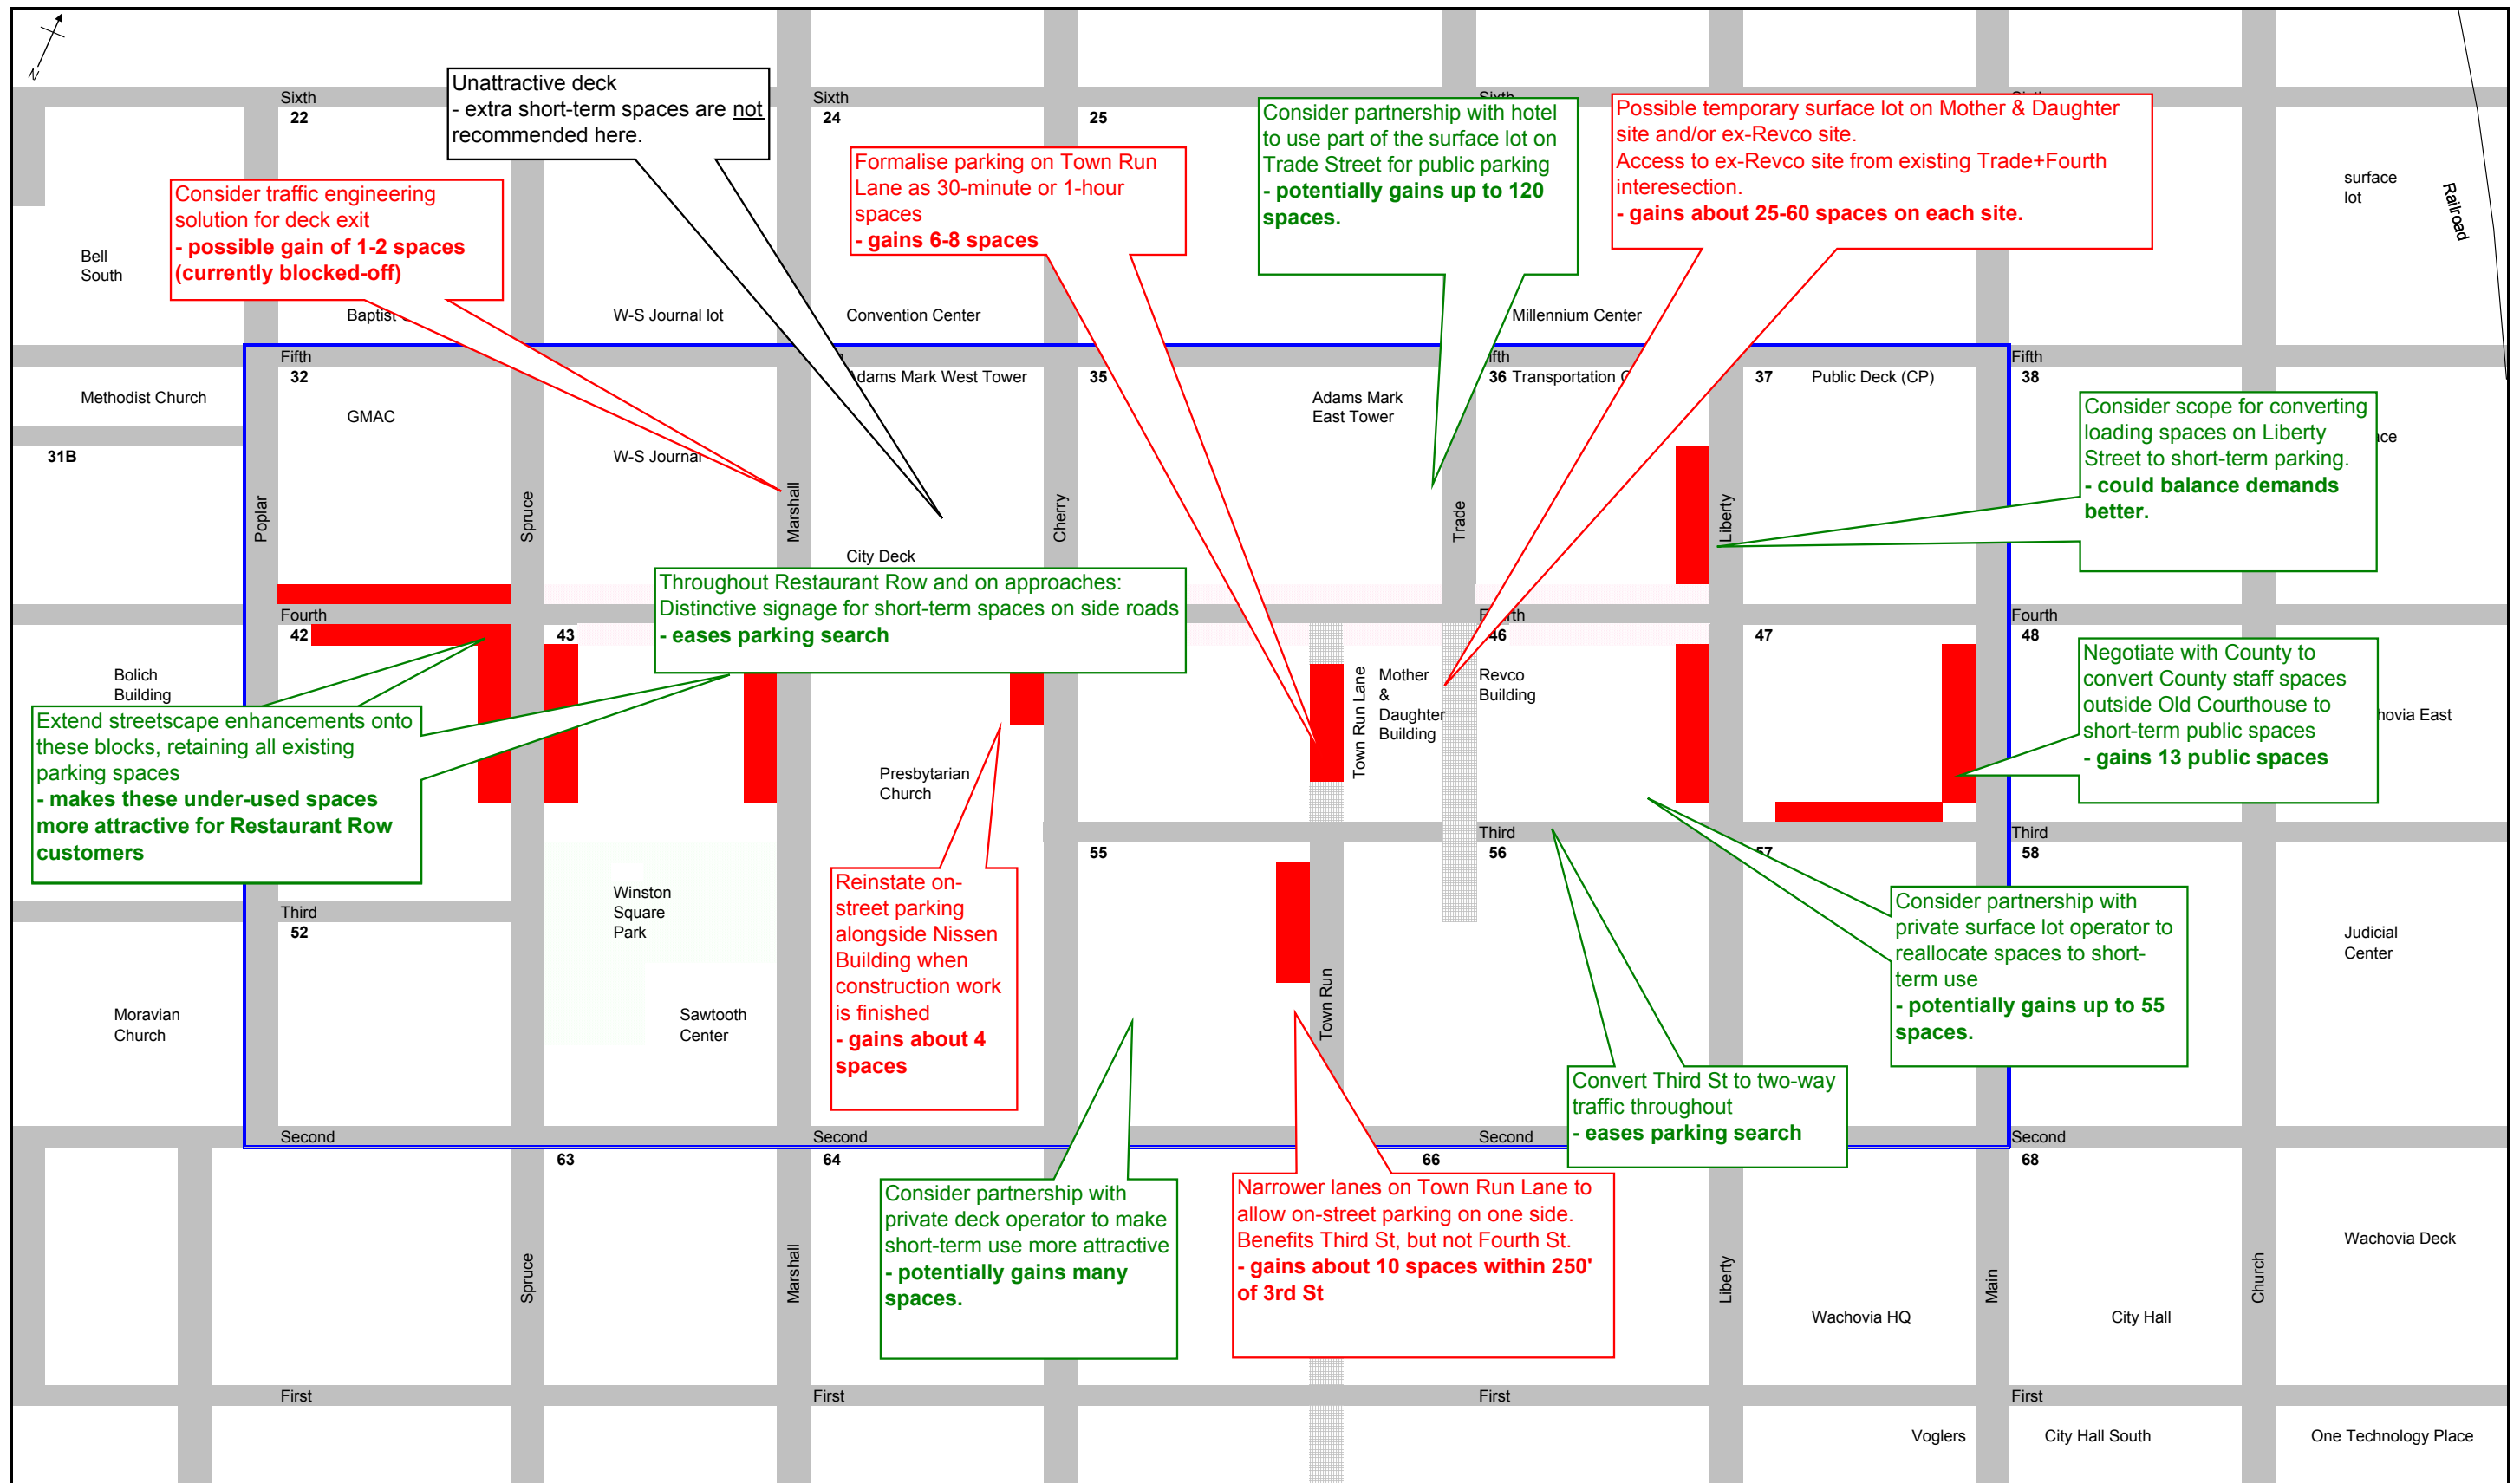 N
Sixth
22
Sixth
24
25
Unattractive deck
- extra short-term spaces are not
recommended here.
Consider traffic engineering
solution for deck exit
- possible gain of 1-2 spaces
(currently blocked-off)
Formalise parking on Town Run
Lane as 30-minute or 1-hour
spaces
- gains 6-8 spaces
Consider partnership with hotel
to use part of the surface lot on
Trade Street for public parking
- potentially gains up to 120
spaces.
Possible temporary surface lot on Mother & Daughter
site and/or ex-Revco site.
Access to ex-Revco site from existing Trade+Fourth
interesection.
- gains about 25-60 spaces on each site.
surface
lot
Railroad
Bell
South
Baptist
W-S Journal lot
Convention Center
Millennium Center
Fifth
32
Adams Mark West Tower
35
36
Transportation
37
Public Deck (CP)
Fifth
38
Methodist Church
GMAC
Adams Mark
East Tower
31B
W-S Journal
Poplar
Spruce
Marshall
Cherry
Trade
Liberty
City Deck
Consider scope for converting
loading spaces on Liberty
Street to short-term parking.
- could balance demands
better.
Throughout Restaurant Row and on approaches:
Distinctive signage for short-term spaces on side roads
- eases parking search
Fourth
42
43
Fourth
46
47
Fourth
48
Bolich
Building
Town Run Lane
Mother
&
Daughter
Building
Revco
Building
Negotiate with County to
convert County staff spaces
outside Old Courthouse to
short-term public spaces
- gains 13 public spaces
Extend streetscape enhancements onto
these blocks, retaining all existing
parking spaces
- makes these under-used spaces
more attractive for Restaurant Row
customers
Presbytarian
Church
Third
52
Winston
Square
Park
55
Third
56
57
Third
58
Reinstate on-
street parking
alongside Nissen
Building when
construction work
is finished
- gains about 4
spaces
Consider partnership with
private surface lot operator to
reallocate spaces to short-
term use
- potentially gains up to 55
spaces.
Judicial
Center
Moravian
Church
Sawtooth
Center
Town Run
Convert Third St to two-way
traffic throughout
- eases parking search
Second
63
Second
64
Second
66
Second
68
Consider partnership with
private deck operator to make
short-term use more attractive
- potentially gains many
spaces.
Narrower lanes on Town Run Lane to
allow on-street parking on one side.
Benefits Third St, but not Fourth St.
- gains about 10 spaces within 250'
of 3rd St
Wachovia Deck
Spruce
Marshall
Liberty
Main
Church
Wachovia HQ
City Hall
First
First
First
First
Voglers
City Hall South
One Technology Place